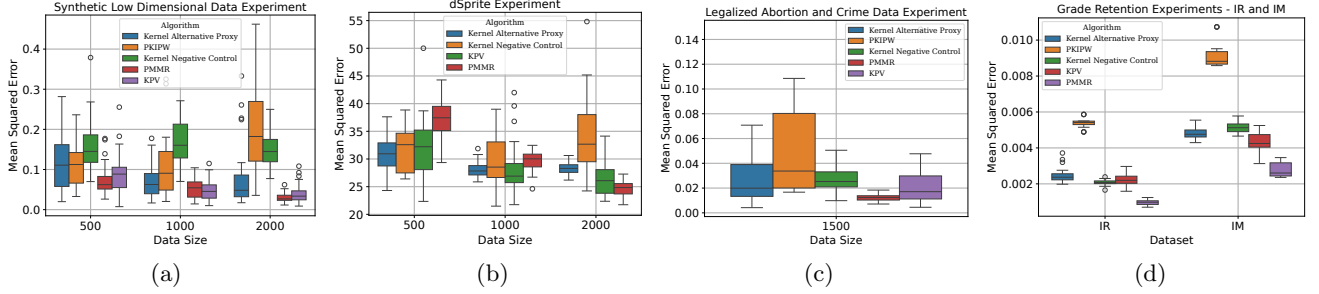 Synthetic Low Dimensional Data Experiment
Algorithm
Kernel Alternative Proxy
PKIPW
Kernel Negative Control
PMMR
KPV
Mean Squared Error
0.4
0.3
0.2
0.1
0.0
500
1000
2000
Data Size
(a)
dSprite Experiment
Algorithm
Kernel Alternative Proxy
PKIPW
Kernel Negative Control
KPV
PMMR
Mean Squared Error
55
50
45
40
35
30
25
20
500
1000
2000
Data Size
(b)
Legalized Abortion and Crime Data Experiment
Algorithm
Kernel Alternative Proxy
PKIPW
Kernel Negative Control
PMMR
KPV
Mean Squared Error
0.14
0.12
0.10
0.08
0.06
0.04
0.02
0.00
1500
Data Size
(c)
Grade Retention Experiments - IR and IM
Algorithm
Kernel Alternative Proxy
PKIPW
Kernel Negative Control
KPV
PMMR
Mean Squared Error
0.010
0.008
0.006
0.004
0.002
IR
IM
Dataset
(d)